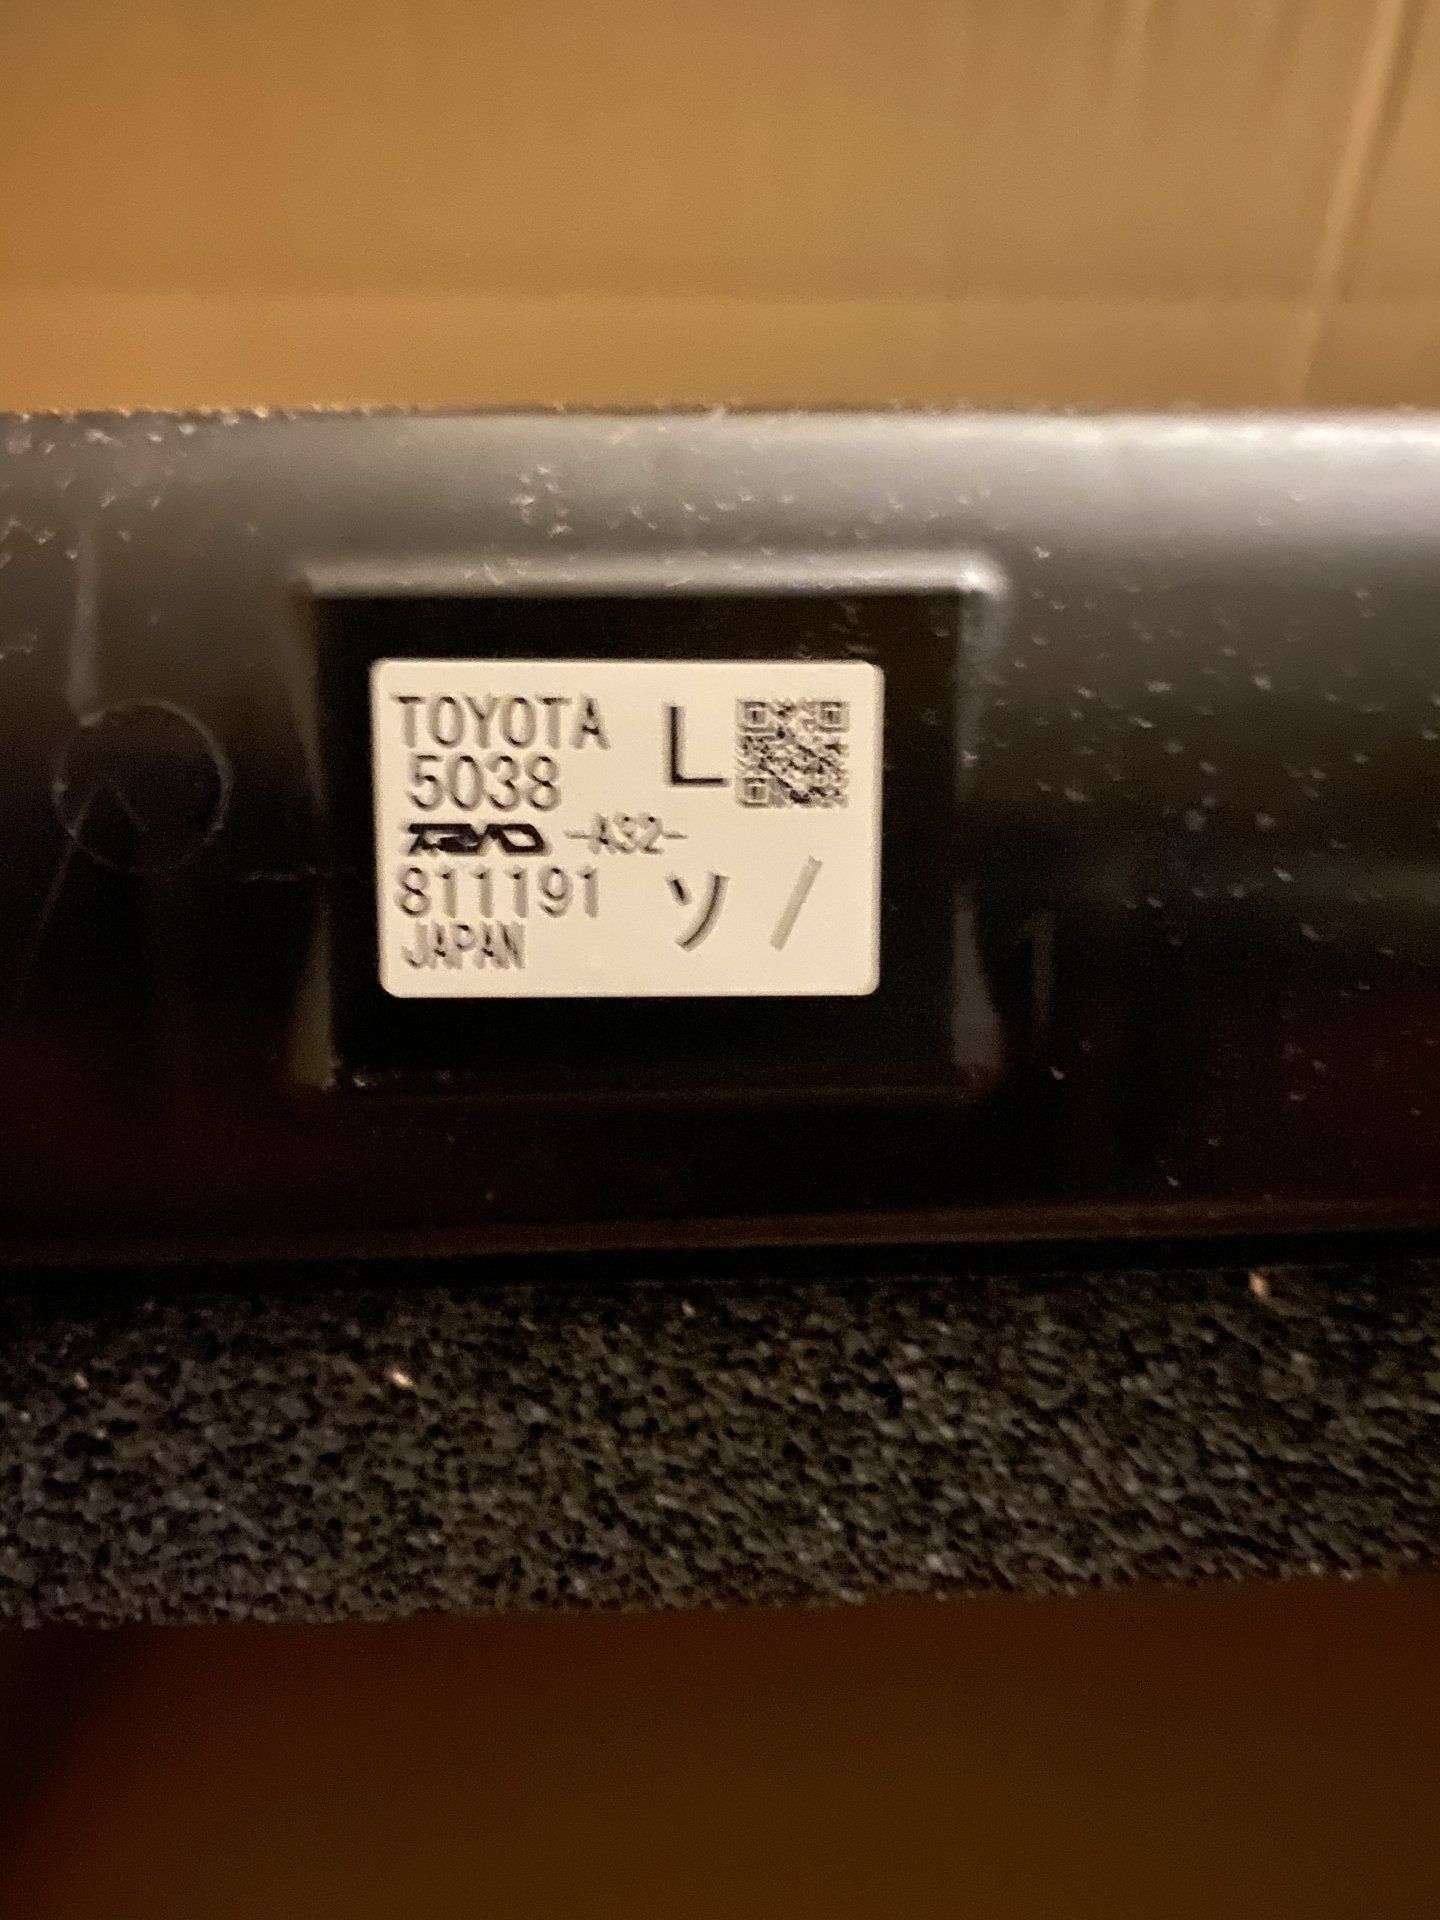 TOYOTA L
5038
-A32-
811191 ソ /
JAPAN